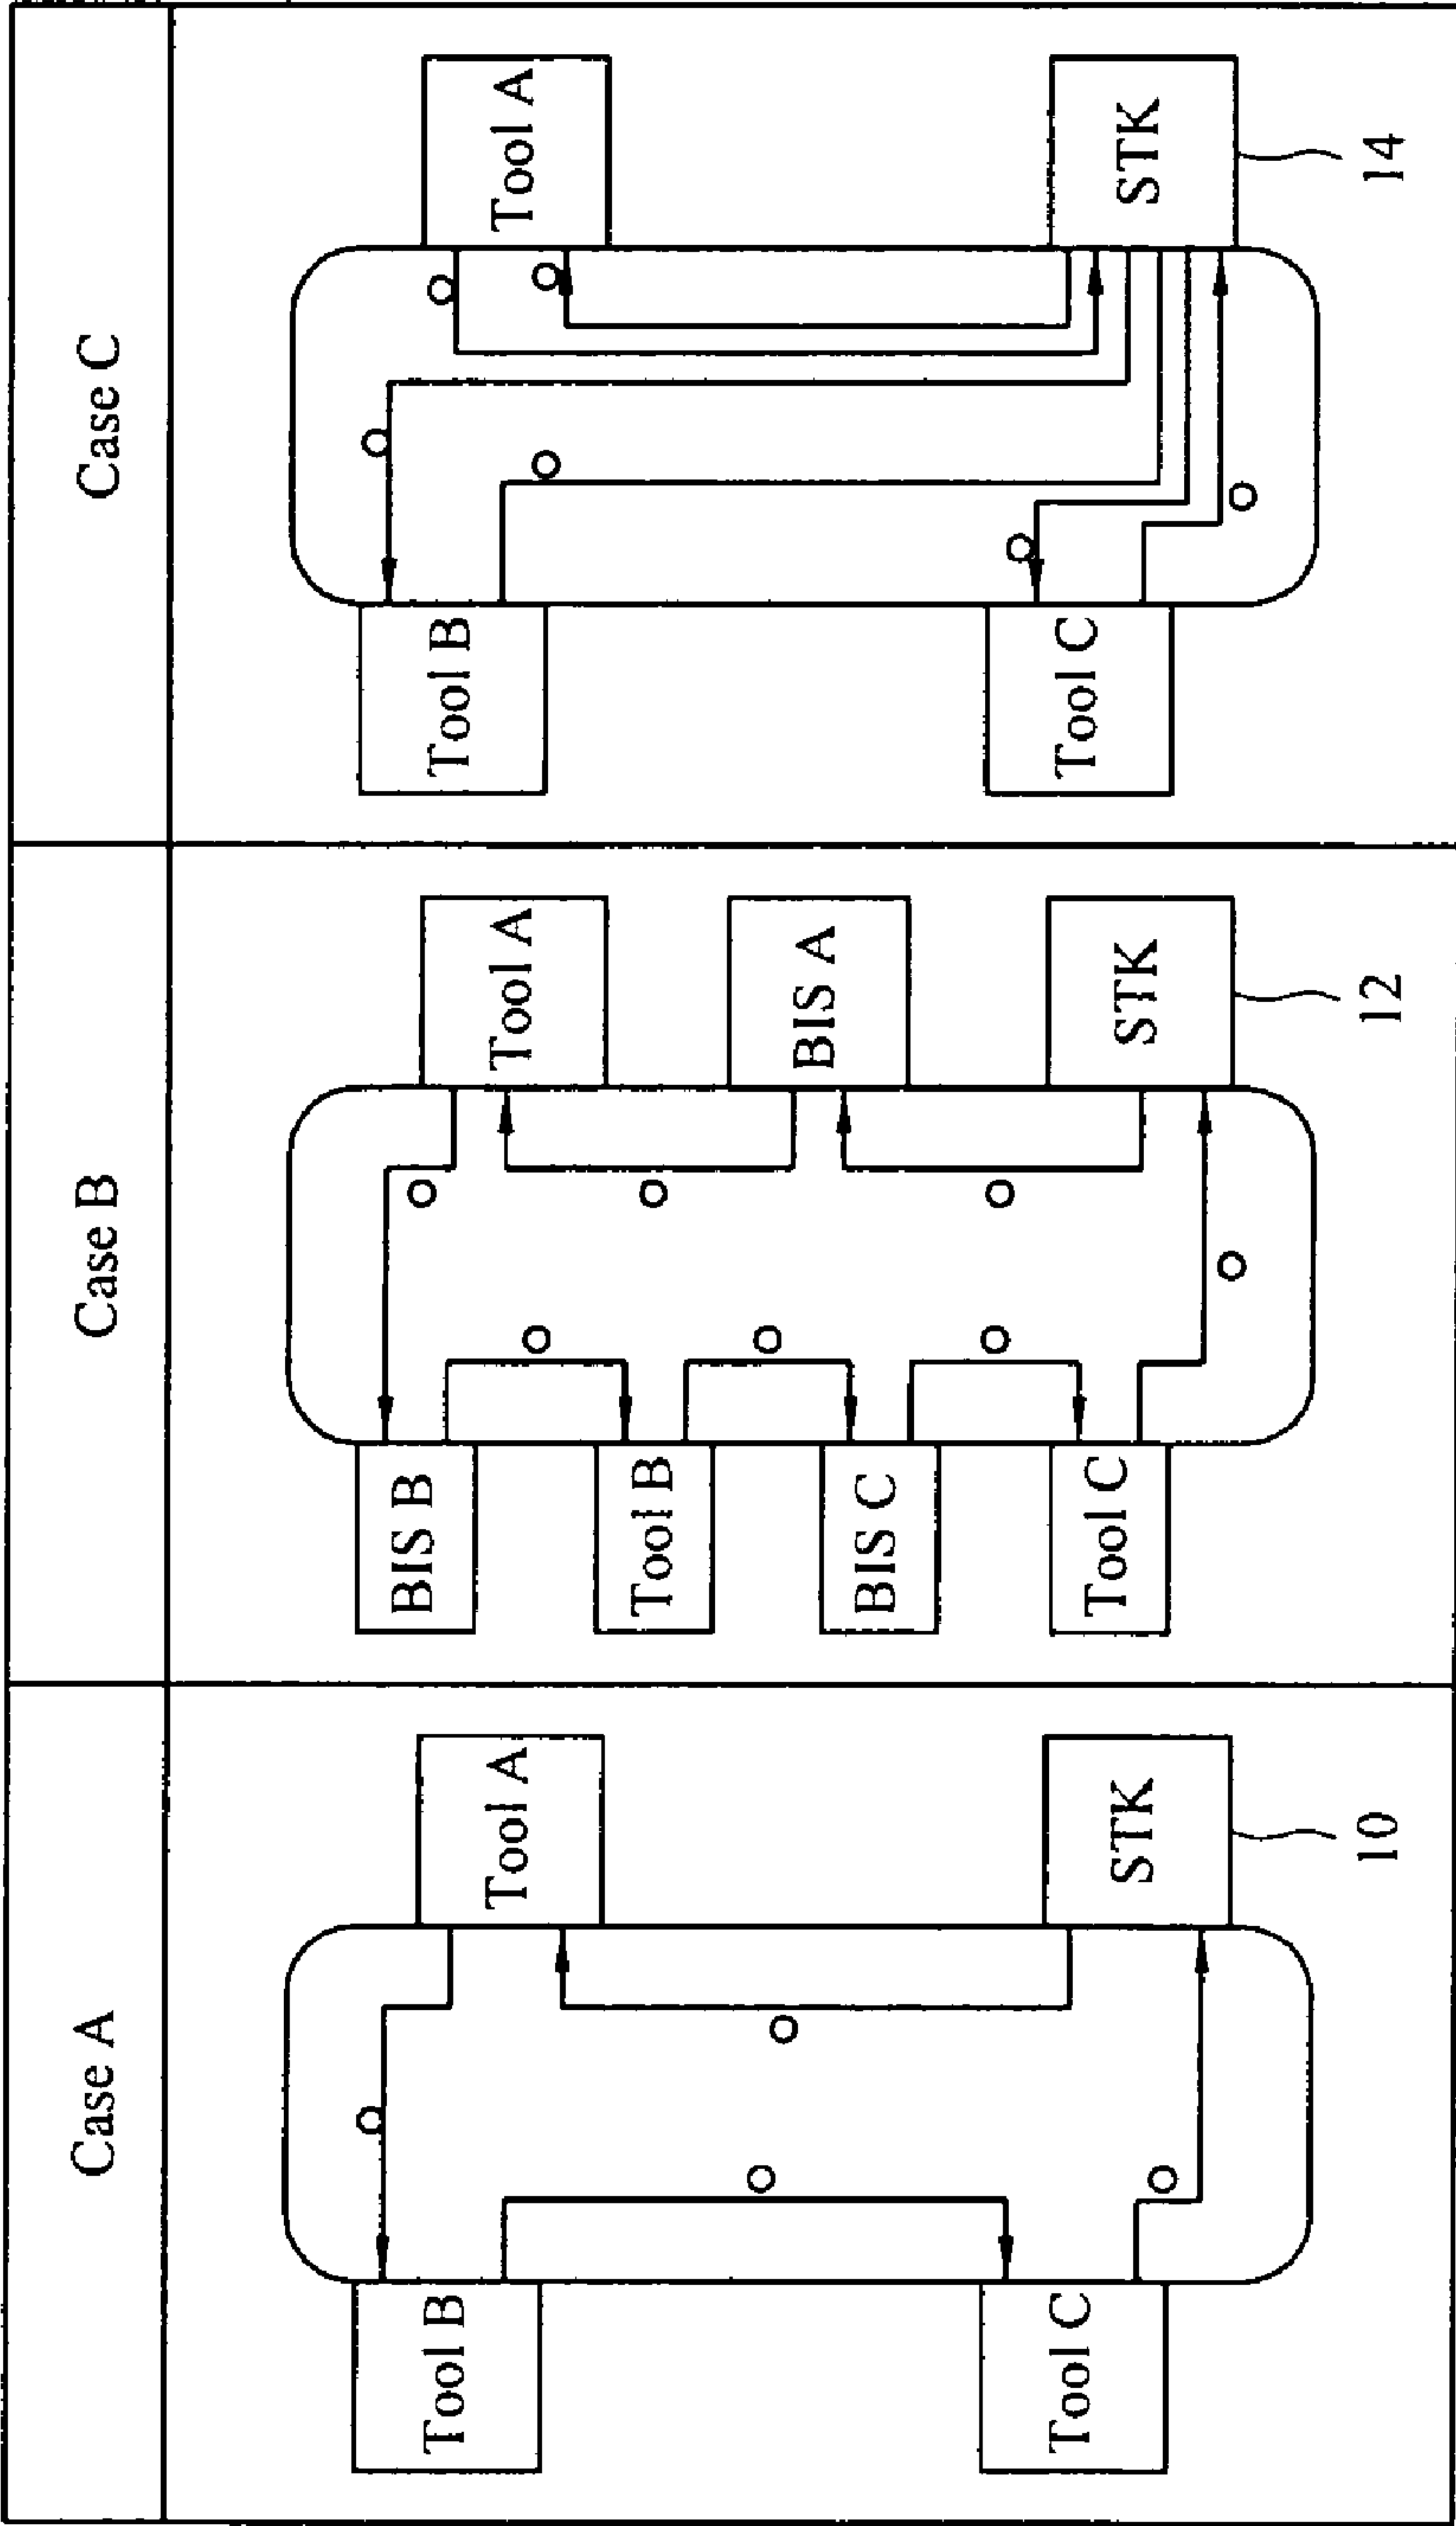 Case A
Tool B
Tool A
Tool C
STK
10
Case B
BIS B
Tool A
Tool B
BIS A
BIS C
Tool C
STK
12
Case C
Tool B
Tool A
Tool C
STK
14